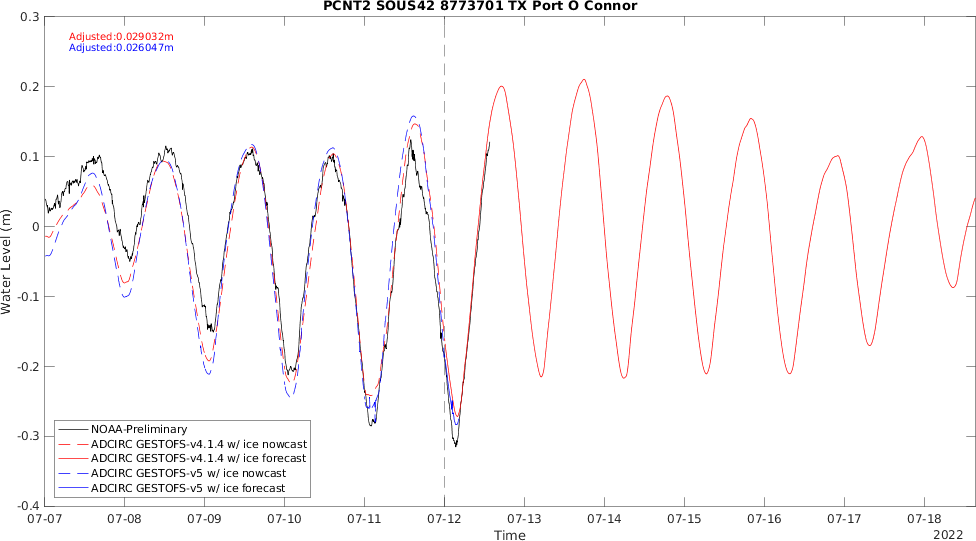 PCNT2 SOUS42 8773701 TX Port O Connor
Adjusted:0.029032m
Adjusted:0.026047m
0.3
0.2
0.1
0
-0.1
-0.2
-0.3
-0.4
Water Level (m)
NOAA-Preliminary
ADCIRC GESTOFS-v4.1.4 w/ ice nowcast
ADCIRC GESTOFS-v4.1.4 w/ ice forecast
ADCIRC GESTOFS-v5 w/ ice nowcast
ADCIRC GESTOFS-v5 w/ ice forecast
07-07 07-08 07-09 07-10 07-11 07-12 07-13 07-14 07-15 07-16 07-17 07-18
Time
2022